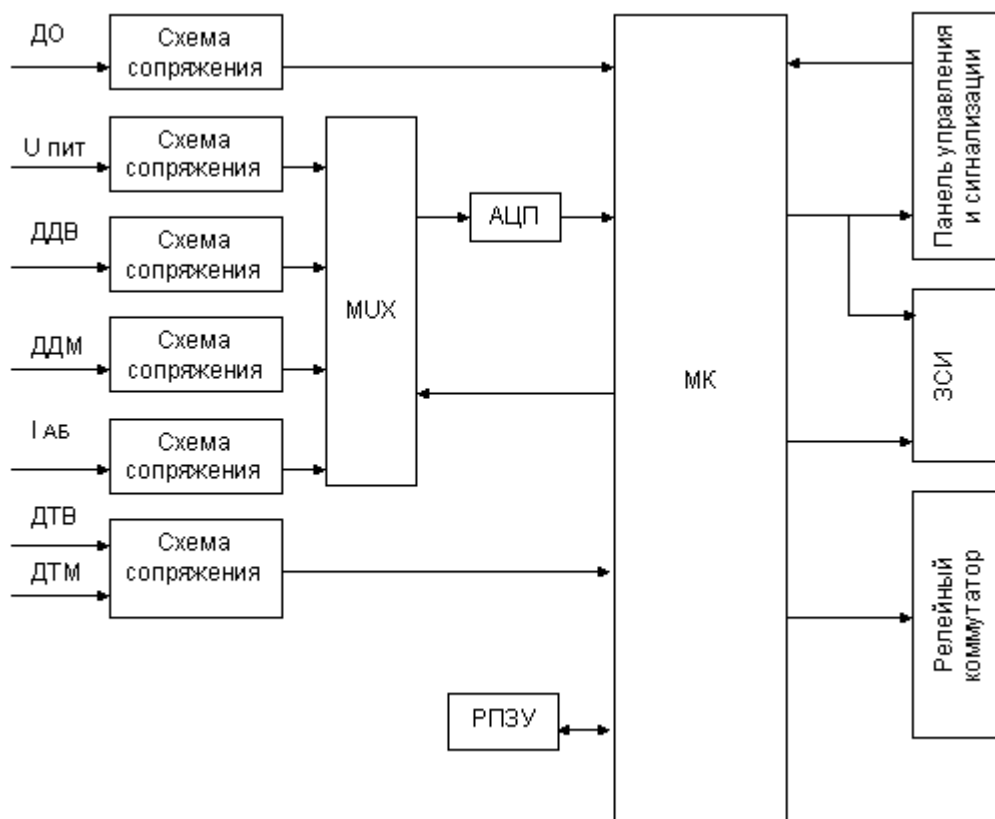 ДО
Схема
сопряжения
U пит
Схема
сопряжения
ДДВ
Схема
сопряжения
ДДМ
Схема
сопряжения
I АБ
Схема
сопряжения
ДТВ
ДТМ
Схема
сопряжения
MUX
АЦП
РПЗУ
МК
Панель управления
и сигнализации
ЗСИ
Релейный
коммутатор